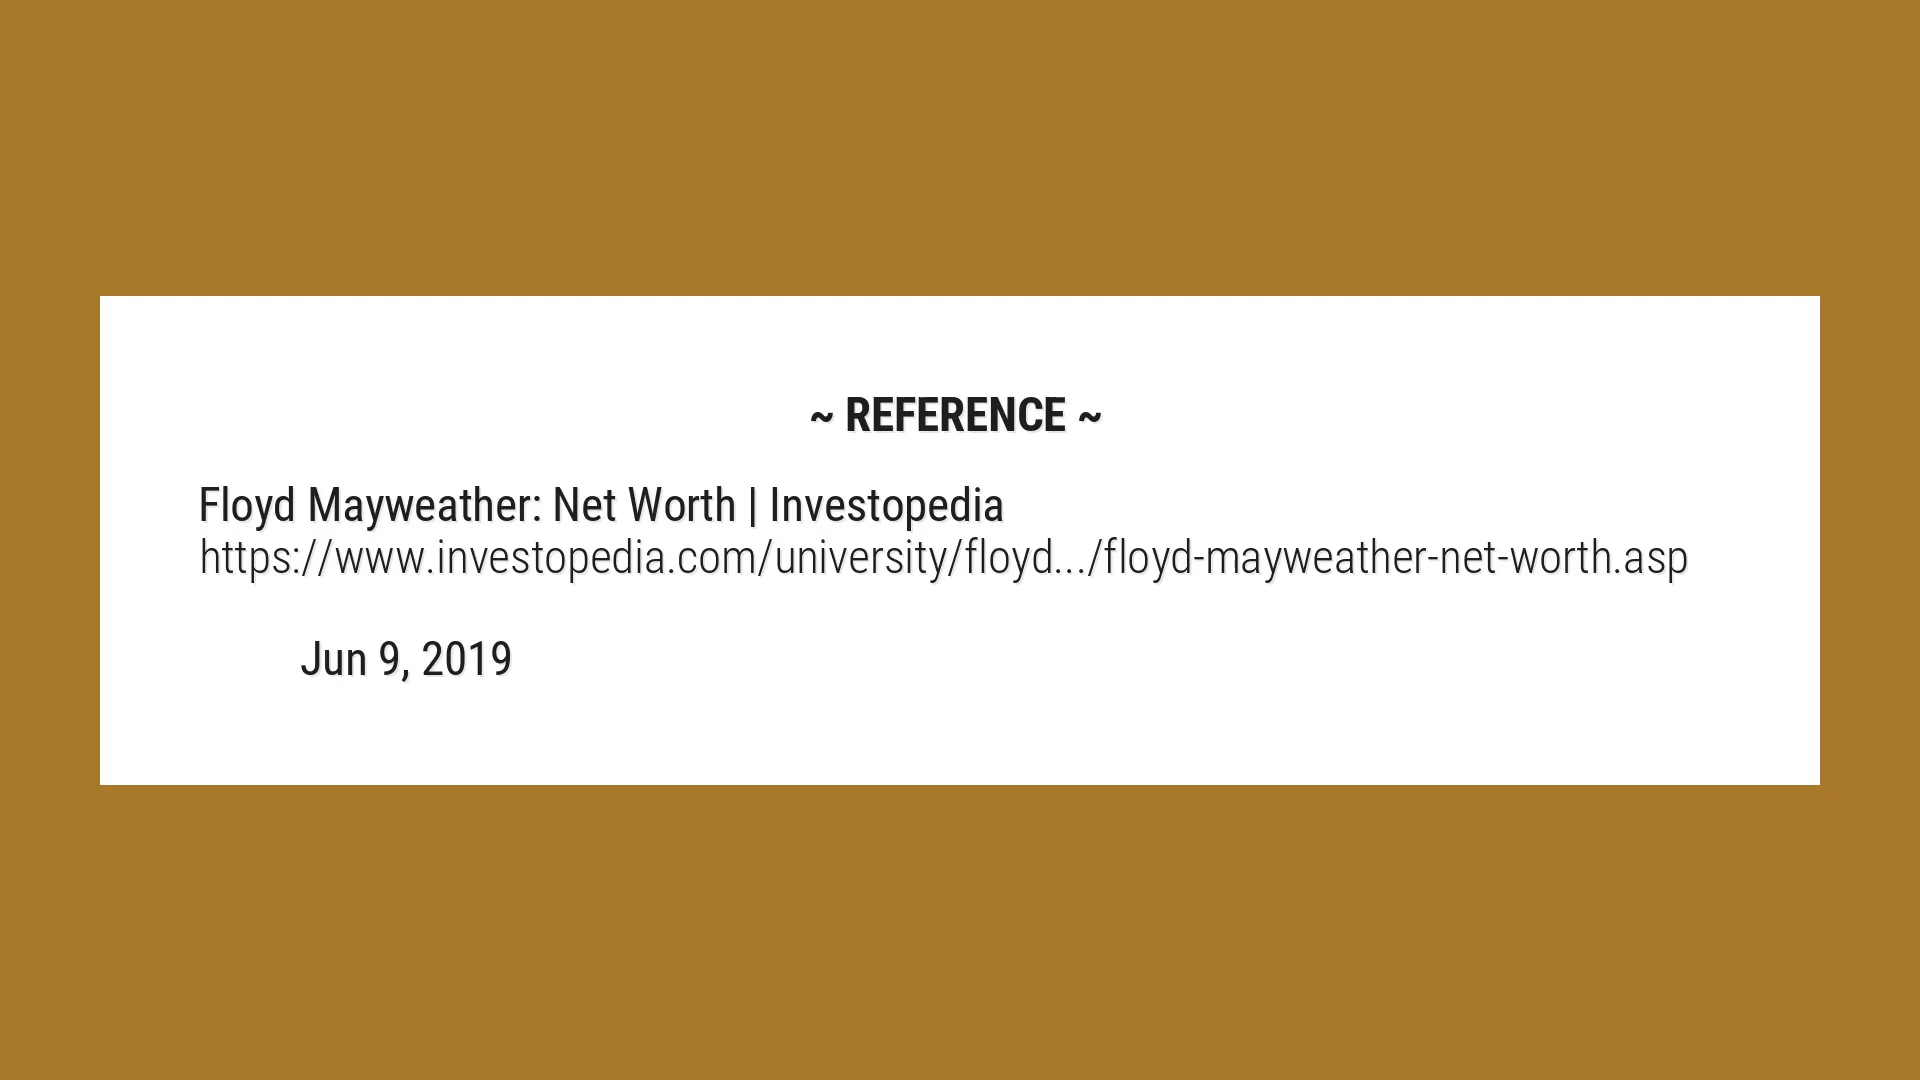 ~ REFERENCE ~
Floyd Mayweather: Net Worth | Investopedia
https://www.investopedia.com/university/floyd.../floyd-mayweather-net-worth.asp
Jun 9, 2019